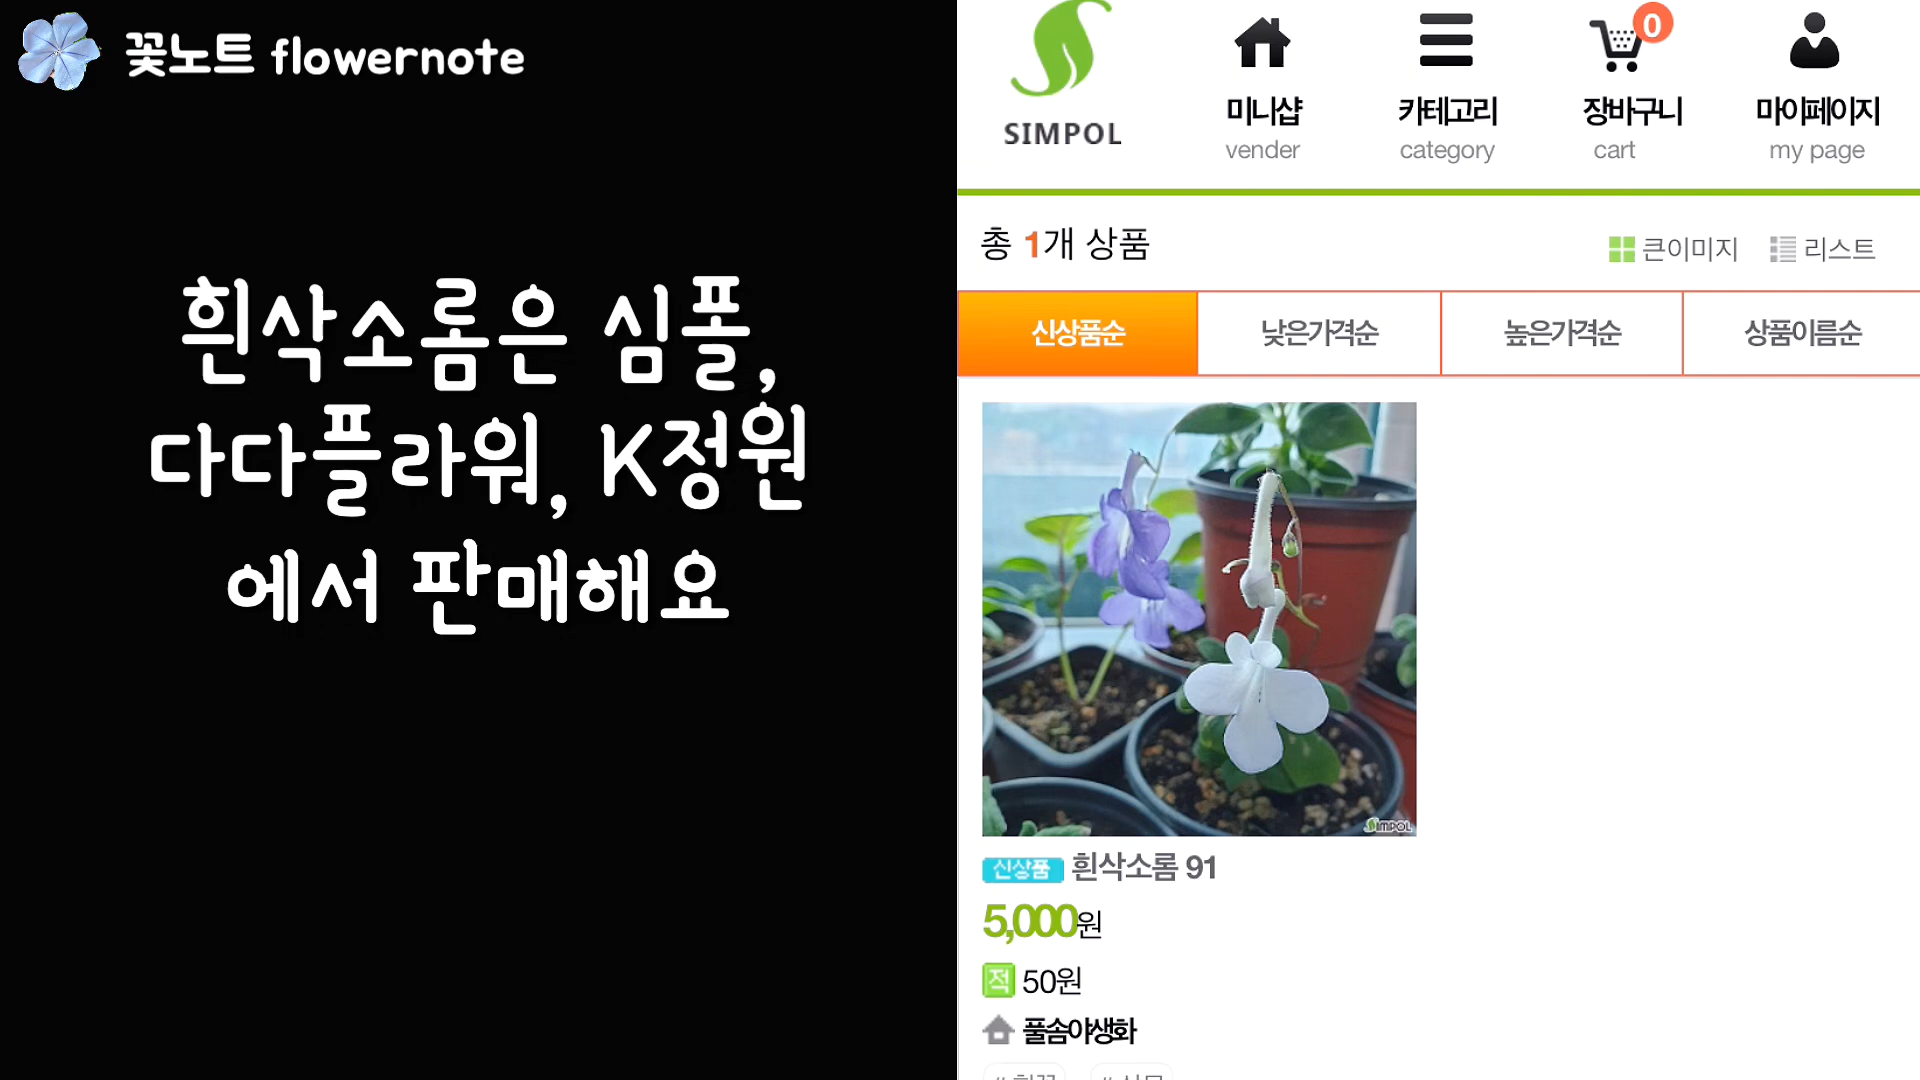 꽃노트 flowernote
흰삭소롬은 심폴,
다다플라워, K정원
에서 판매해요
SIMPOL
미니샵
vender
카테고리
category
0
장바구니
cart
마이페이지
my page
총 1개 상품
큰이미지
리스트
신상품순
낮은가격순
높은가격순
상품이름순
SIMPOL
신상품 흰삭소롬 91
5,000원
적 50원
풀솜야생화